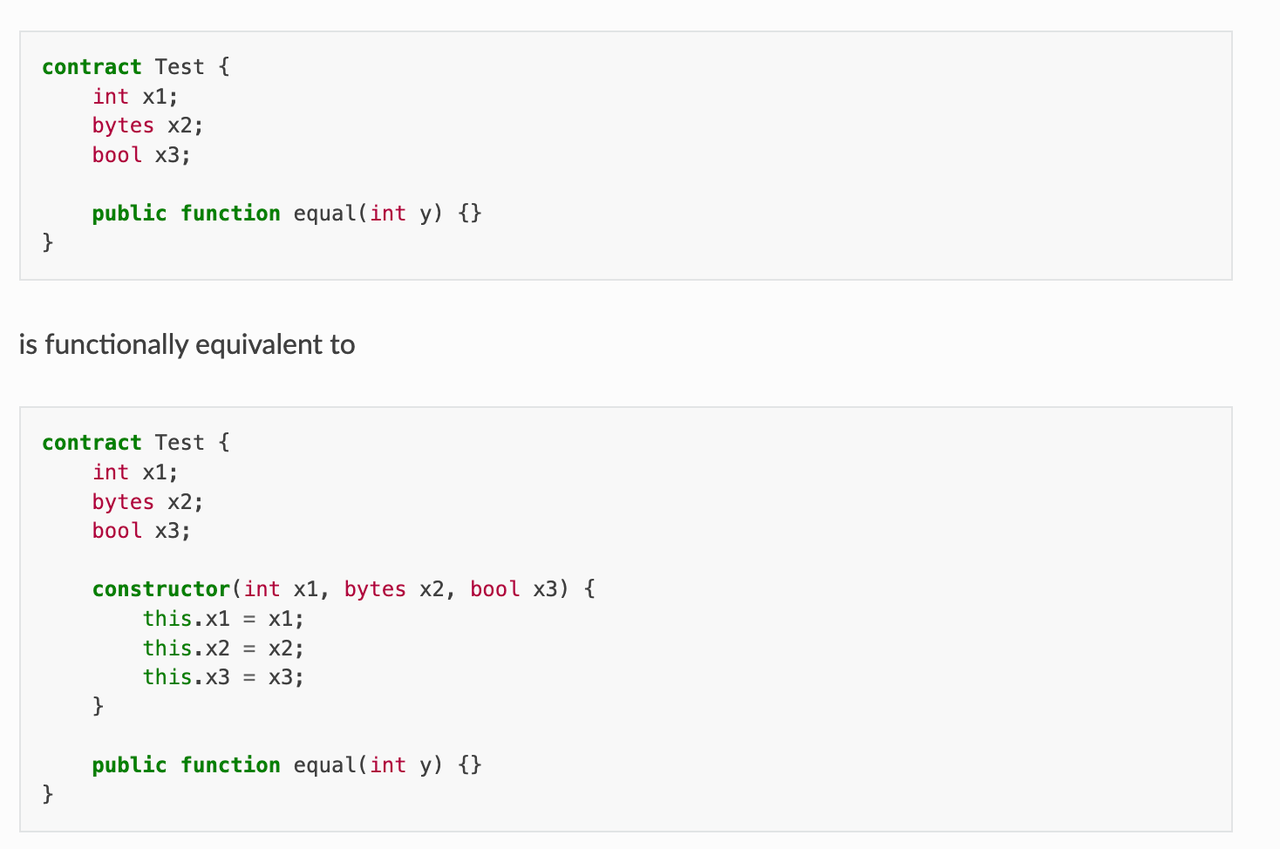 contract Test {
    int x1;
    bytes x2;
    bool x3;

    public function equal(int y) {}
}

is functionally equivalent to

contract Test {
    int x1;
    bytes x2;
    bool x3;

    constructor(int x1, bytes x2, bool x3) {
        this.x1 = x1;
        this.x2 = x2;
        this.x3 = x3;
    }

    public function equal(int y) {}
}